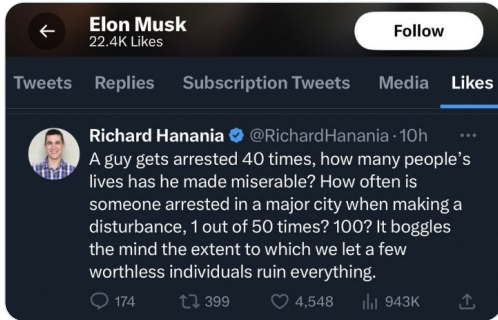 Elon Musk
22.4K Likes
Follow
Tweets Replies Subscription Tweets Media Likes
Richard Hanania @RichardHanania · 10h
A guy gets arrested 40 times, how many people's
lives has he made miserable? How often is
someone arrested in a major city when making a
disturbance, 1 out of 50 times? 100? It boggles
the mind the extent to which we let a few
worthless individuals ruin everything.
174 399 4,548 943K